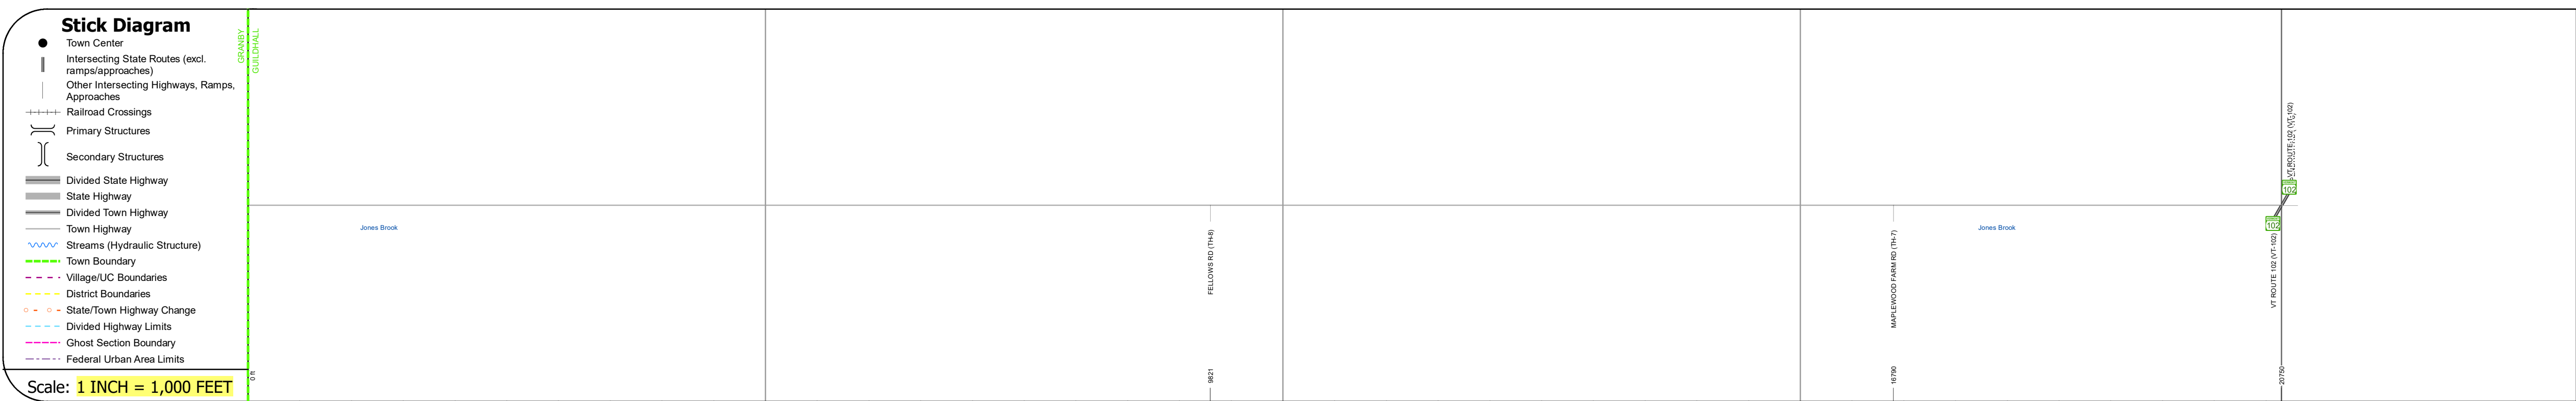 Stick Diagram
Town Center
Intersecting State Routes (excl.
ramps/approaches)
Other Intersecting Highways, Ramps,
Approaches
Railroad Crossings
Primary Structures
Secondary Structures
Divided State Highway
State Highway
Divided Town Highway
Town Highway
Streams (Hydraulic Structure)
Town Boundary
Village/UC Boundaries
District Boundaries
State/Town Highway Change
Divided Highway Limits
Ghost Section Boundary
Federal Urban Area Limits
Scale: 1 INCH = 1,000 FEET
GRANBY
GUILDHALL
0 ft
Jones Brook
FELLOWS RD (TH-8)
9821
MAPLEWOOD FARM RD (TH-7)
16790
Jones Brook
VT ROUTE 102 (VT-102)
102
102
VT ROUTE 102 (VT-102)
20750